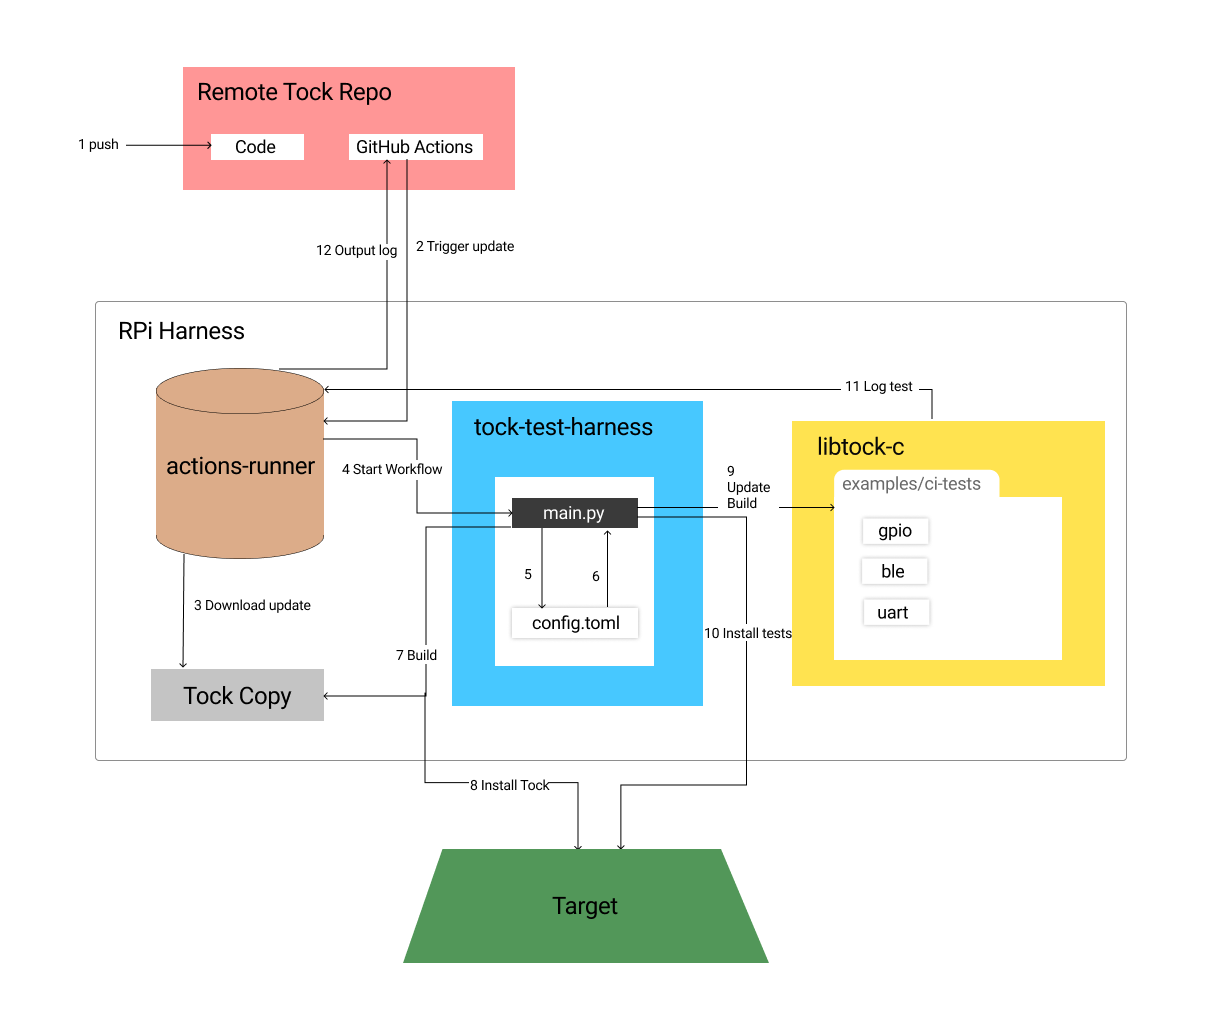 Remote Tock Repo
1 push
Code
GitHub Actions
12 Output log
2 Trigger update
RPi Harness
11 Log test
tock-test-harness
libtock-c
actions-runner
4 Start Workflow
9
Update
Build
examples/ci-tests
main.py
gpio
5
6
ble
3 Download update
config.toml
uart
10 Install tests
7 Build
Tock Copy
8 Install Tock
Target